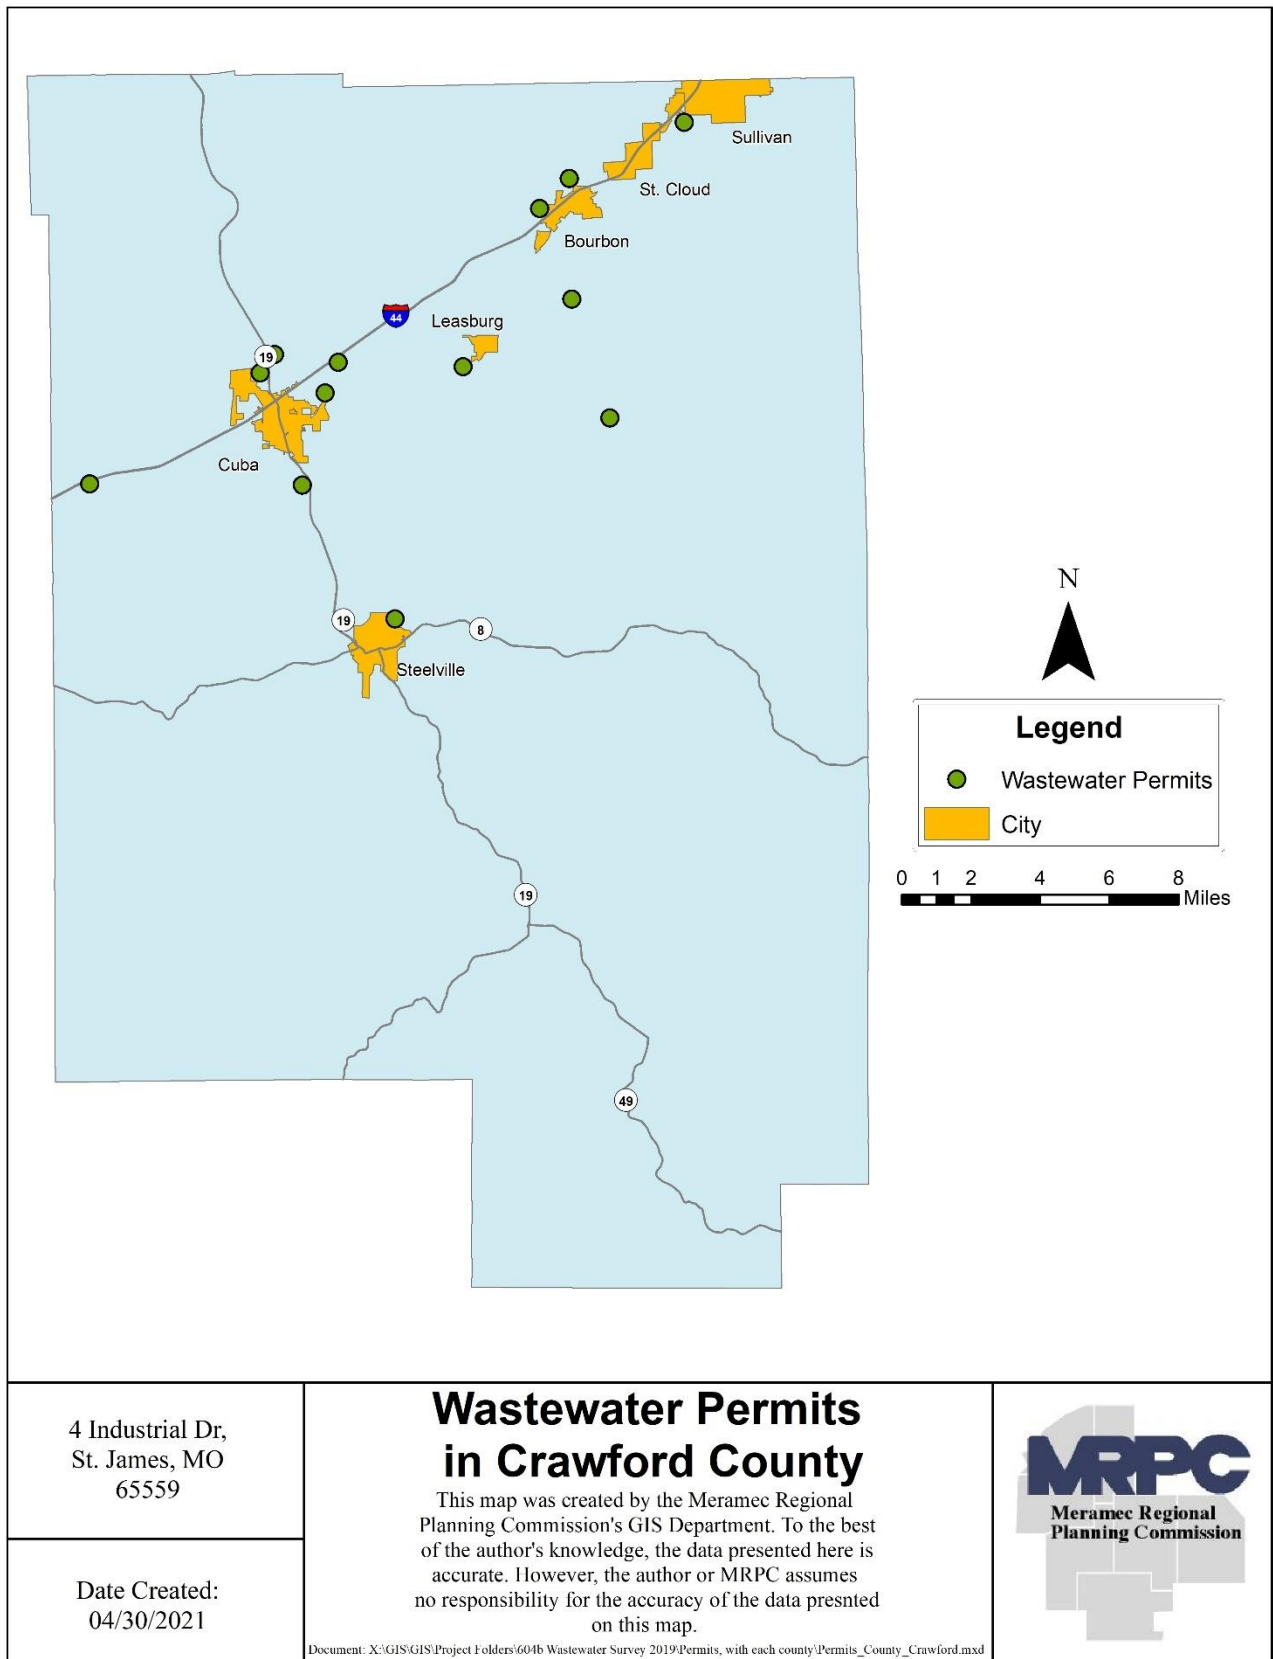 Sullivan
St. Cloud
Bourbon
44
Leasburg
19
Cuba
19
8
Steelville
19
49
N
Legend
Wastewater Permits
City
0 1 2 4 6 8
Miles
4 Industrial Dr,
St. James, MO
65559
Date Created:
04/30/2021
Wastewater Permits
in Crawford County
This map was created by the Meramec Regional
Planning Commission's GIS Department. To the best
of the author's knowledge, the data presented here is
accurate. However, the author or MRPC assumes
no responsibility for the accuracy of the data presnted
on this map.
Document: X:\GIS\GIS\Project Folders\604b Wastewater Survey 2019\Permits, with each county\Permits_County_Crawford.mxd
MRPC
Meramec Regional
Planning Commission